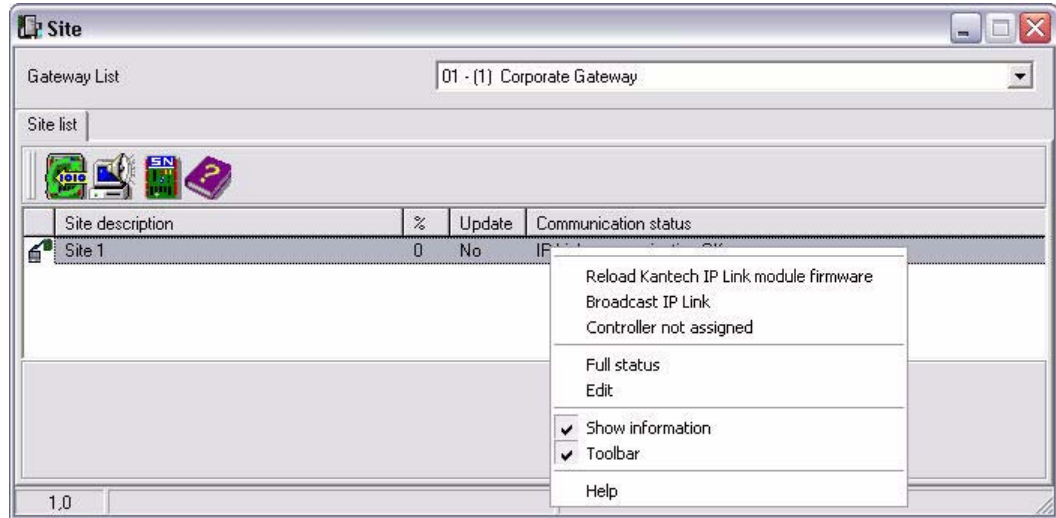 Site
Gateway List
01 - (1) Corporate Gateway
Site list
1010
SN
?
Site description % Update Communication status
Site 1 0 No
Reload Kantech IP Link module firmware
Broadcast IP Link
Controller not assigned
Full status
Edit
Show information
Toolbar
Help
1,0